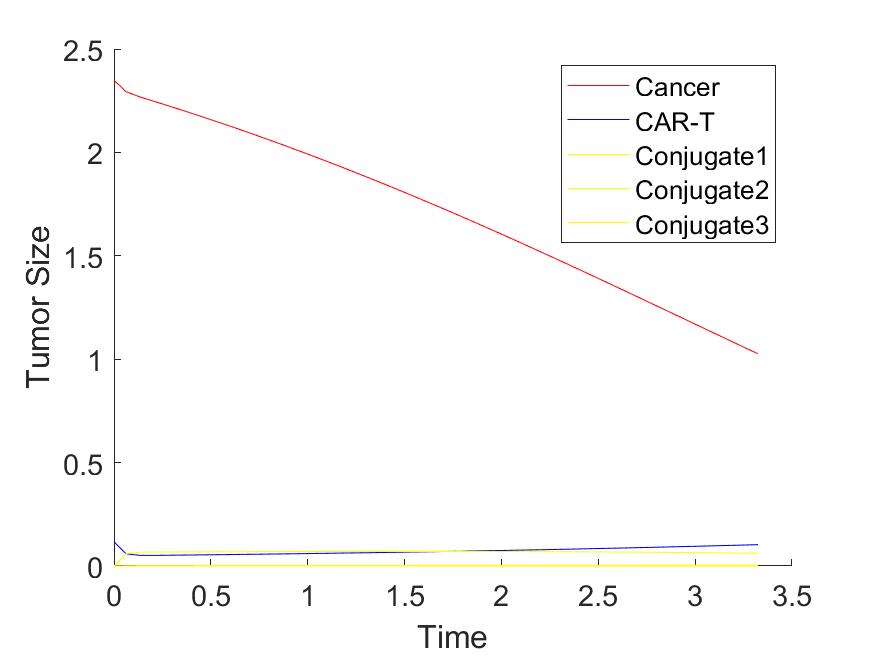 2.5
2
1.5
1
0.5
0
0 0.5 1 1.5 2 2.5 3 3.5
Time
Tumor Size
Cancer
CAR-T
Conjugate1
Conjugate2
Conjugate3